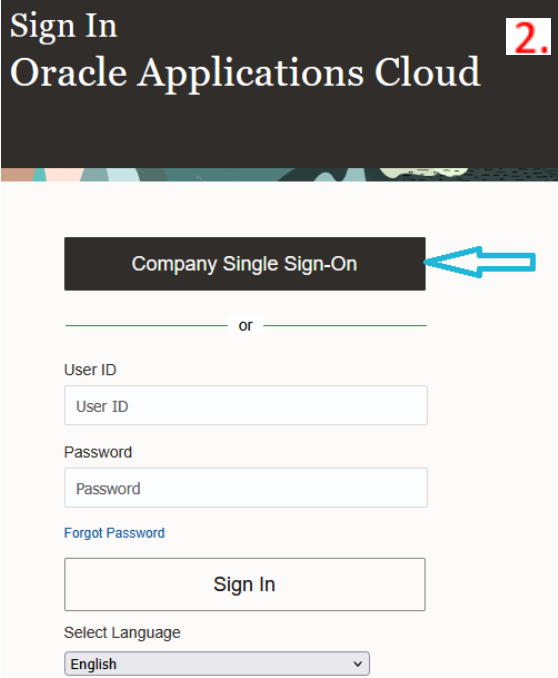 Sign In
2.
Oracle Applications Cloud
Company Single Sign-On
or
User ID
User ID
Password
Password
Forgot Password
Sign In
Select Language
English